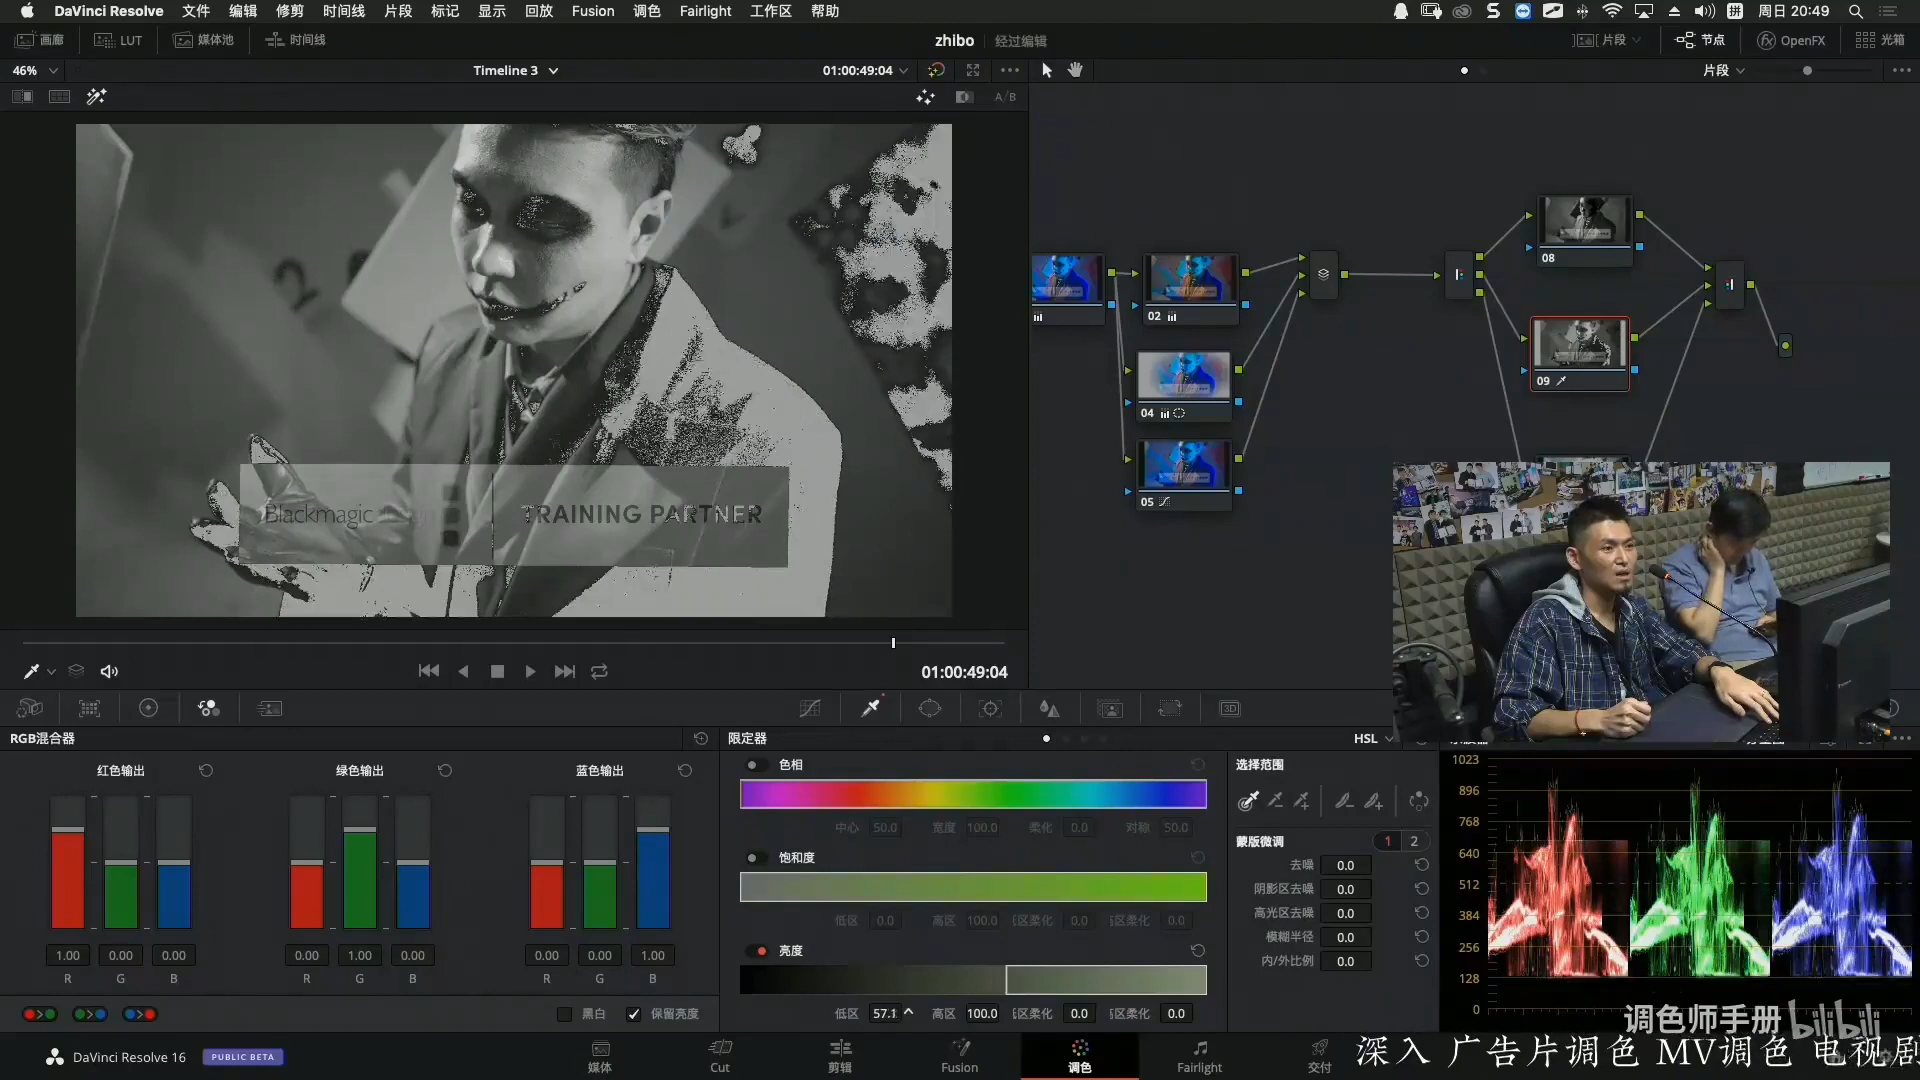 DaVinci Resolve 文件 编辑 修剪 时间线 片段 标记 显示 回放 Fusion 调色 Fairlight 工作区 帮助 拼 周日 20:49
画廊 LUT 媒体池 时间线 zhibo 经过编辑 片段 节点 fx OpenFX 光箱
46% Timeline 3 01:00:49:04 片段
A/B
08
02
09
04
05
Blackmagic TRAINING PARTNER
01:00:49:04
3D
RGB混合器 限定器 HSL
红色输出 绿色输出 蓝色输出
1.00 0.00 0.00 0.00 1.00 0.00 0.00 0.00 1.00
R G B R G B R G B
黑白 保留亮度
色相
中心 50.0 宽度 100.0 柔化 0.0 对称 50.0
饱和度
低区 0.0 高区 100.0 区柔化 0.0 区柔化 0.0
亮度
低区 57.1 高区 100.0 区柔化 0.0 区柔化 0.0
选择范围
蒙版微调 1 2
去噪 0.0
阴影区去噪 0.0
高光区去噪 0.0
模糊半径 0.0
内/外比例 0.0
1023
896
768
640
512
384
256
128
0
调色师手册 bilibili
DaVinci Resolve 16 PUBLIC BETA 媒体 Cut 剪辑 Fusion 调色 Fairlight 交付
深入 广告片调色 MV调色 电视剧